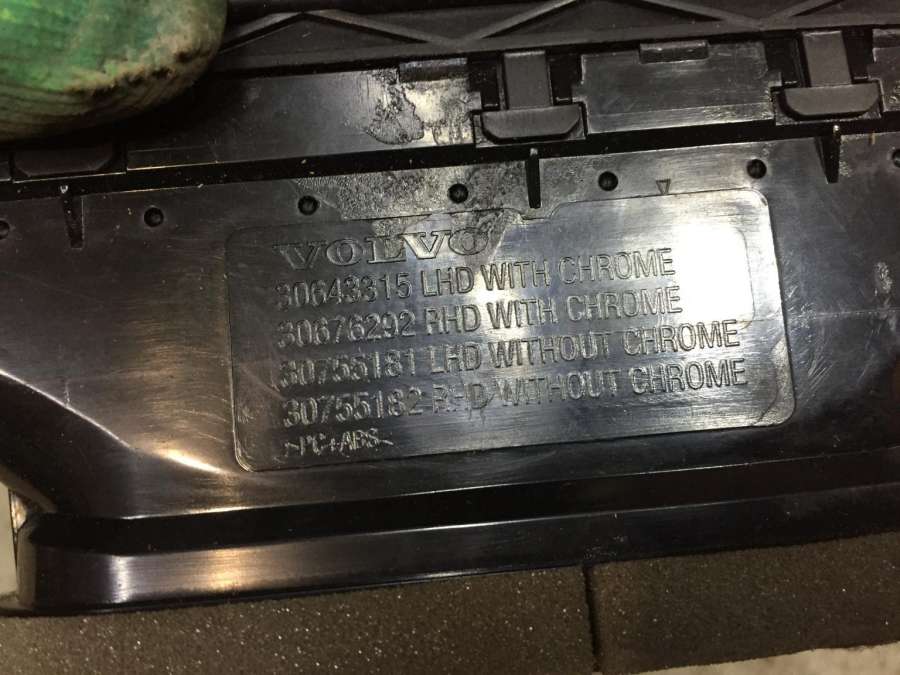 VOLVO
30643315 LHD WITH CHROME
30676292 RHD WITH CHROME
30755181 LHD WITHOUT CHROME
30755182 RHD WITHOUT CHROME
>PC+ABS<